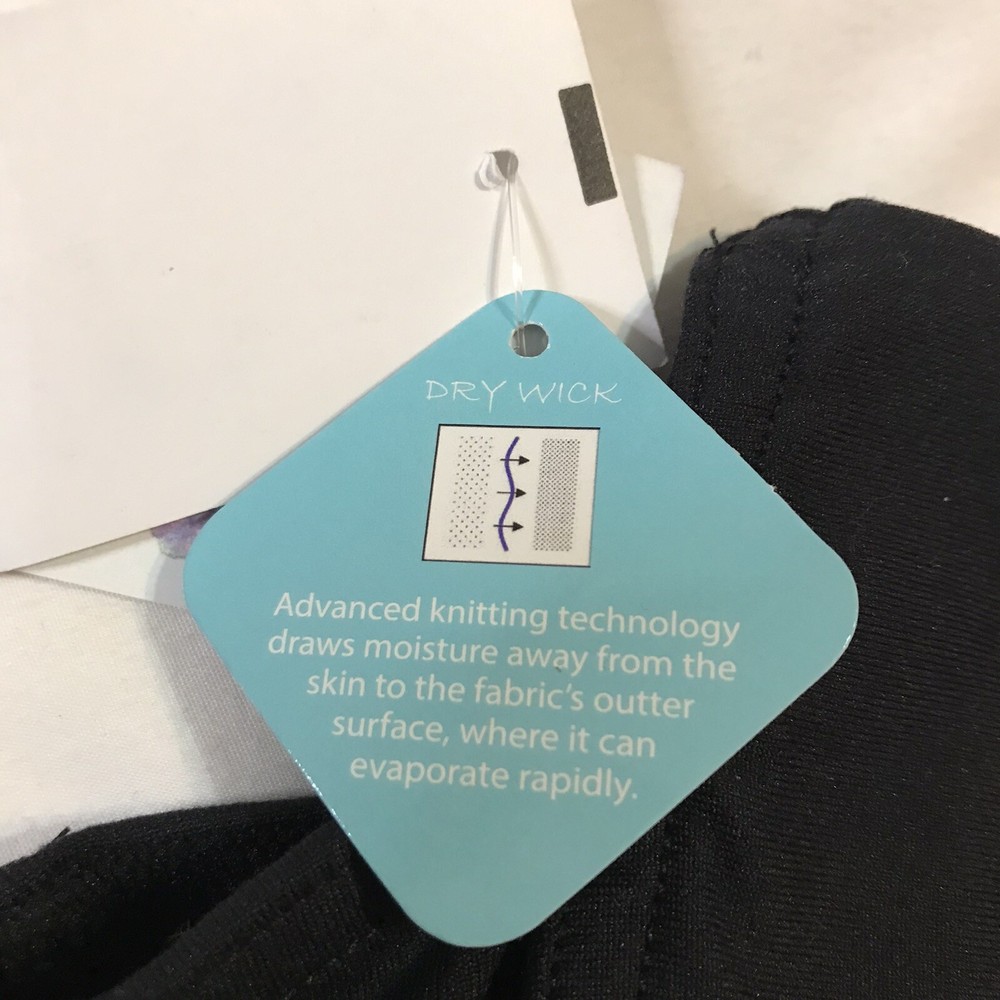 DRY WICK
Advanced knitting technology
draws moisture away from the
skin to the fabric's outter
surface, where it can
evaporate rapidly.